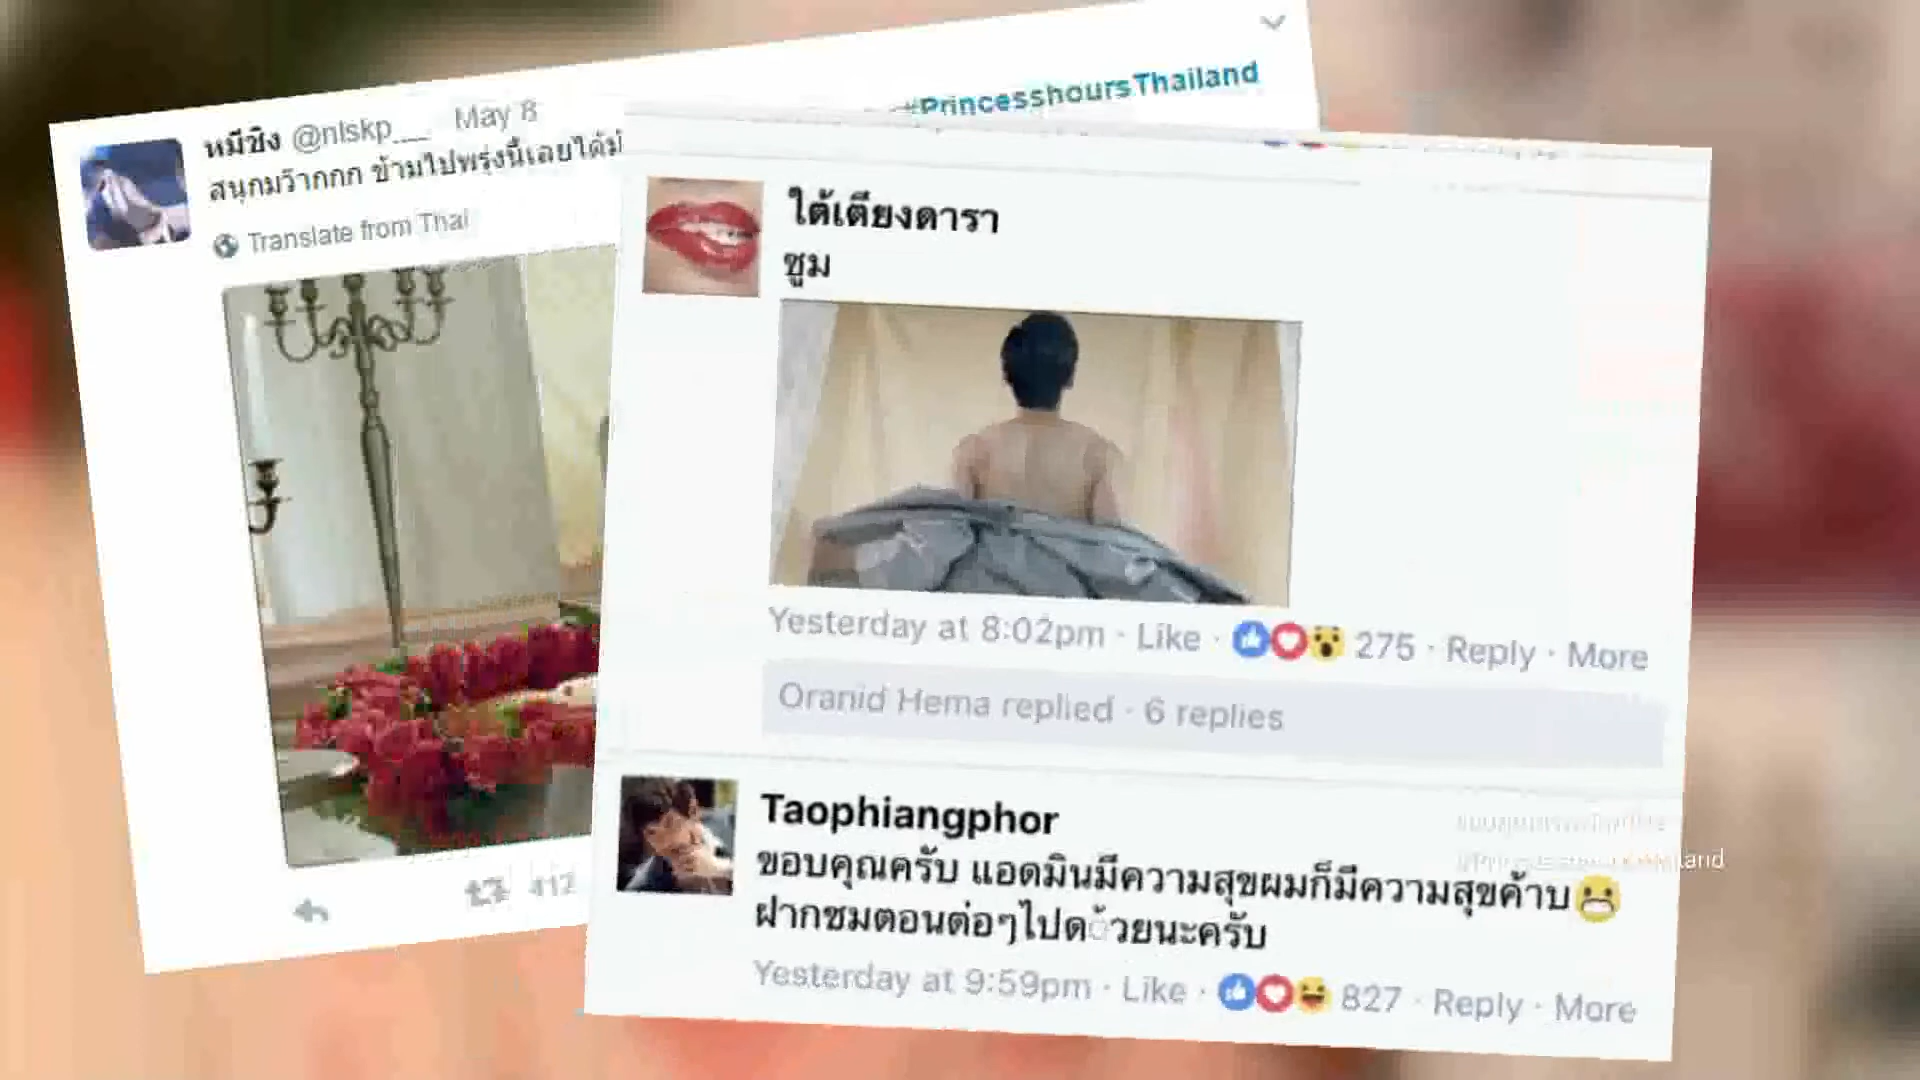 #PrincesshoursThailand
หมีซิง @nlskp__ May 8
สนุกมว๊ากกก ข้ามไปพรุ่งนี้เลยได้
Translate from Thai
412
ใต้เตียงดารา
ซูม
Yesterday at 8:02pm · Like · 275 · Reply · More
Oranid Hema replied · 6 replies
Taophiangphor
ขอบคุณครับ แอดมินมีความสุขผมก็มีความสุขค้าบ
ฝากชมตอนต่อๆไปด้วยนะครับ
Yesterday at 9:59pm · Like · 827 · Reply · More